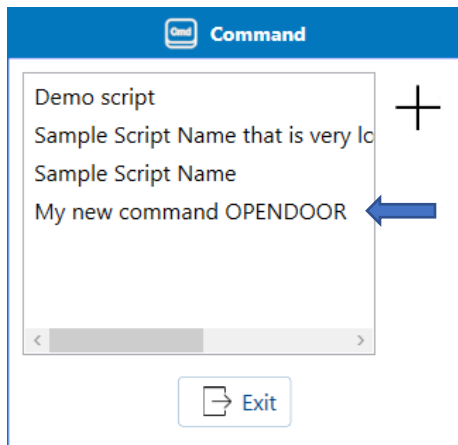 Cmd Command
Demo script
Sample Script Name that is very lo
Sample Script Name
My new command OPENDOOR
Exit